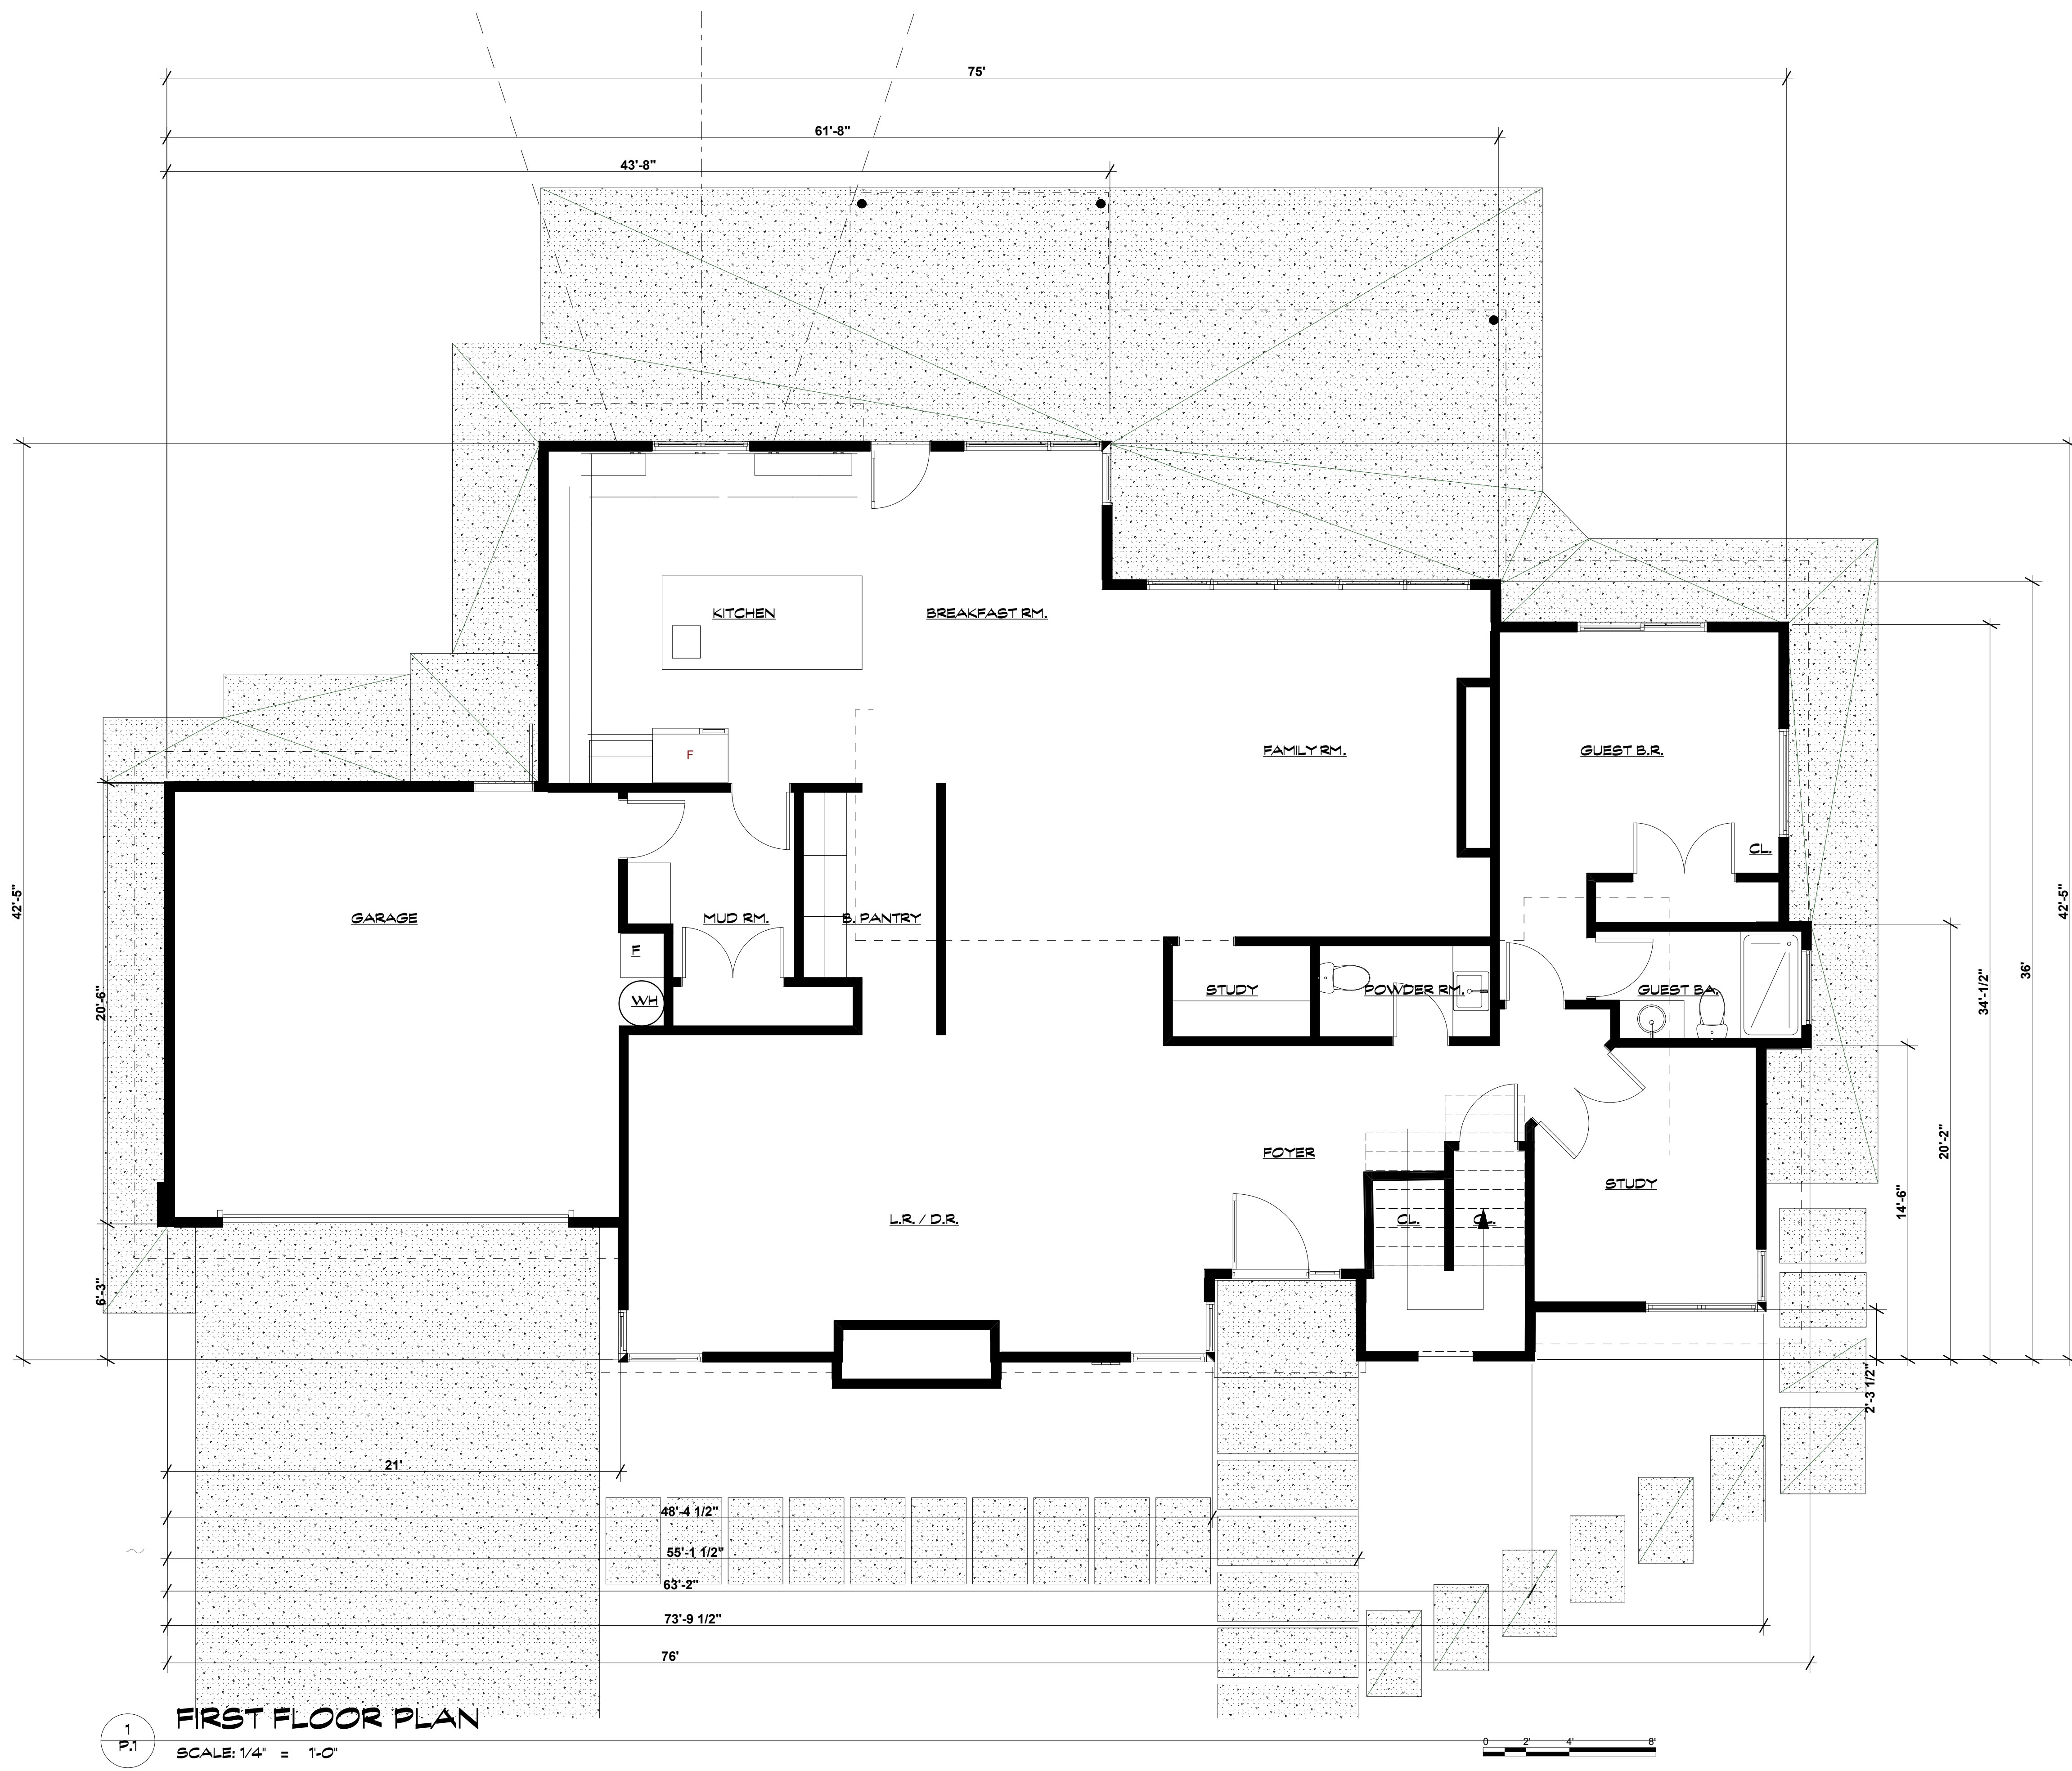 75'
61'-8"
43'-8"
KITCHEN
BREAKFAST RM.
F
FAMILY RM.
GUEST B.R.
CL.
42'-5"
42'-5"
GARAGE
MUD RM.
B. PANTRY
F
WH
STUDY
POWDER RM.
GUEST BA.
20'-6"
34'-1/2"
36'
20'-2"
14'-6"
FOYER
STUDY
L.R. / D.R.
CL.
CL.
6'-3"
2'-3 1/2"
21'
48'-4 1/2"
55'-1 1/2"
63'-2"
73'-9 1/2"
76'
1
P.1
FIRST FLOOR PLAN
SCALE: 1/4" = 1'-0"
0 2' 4' 8'